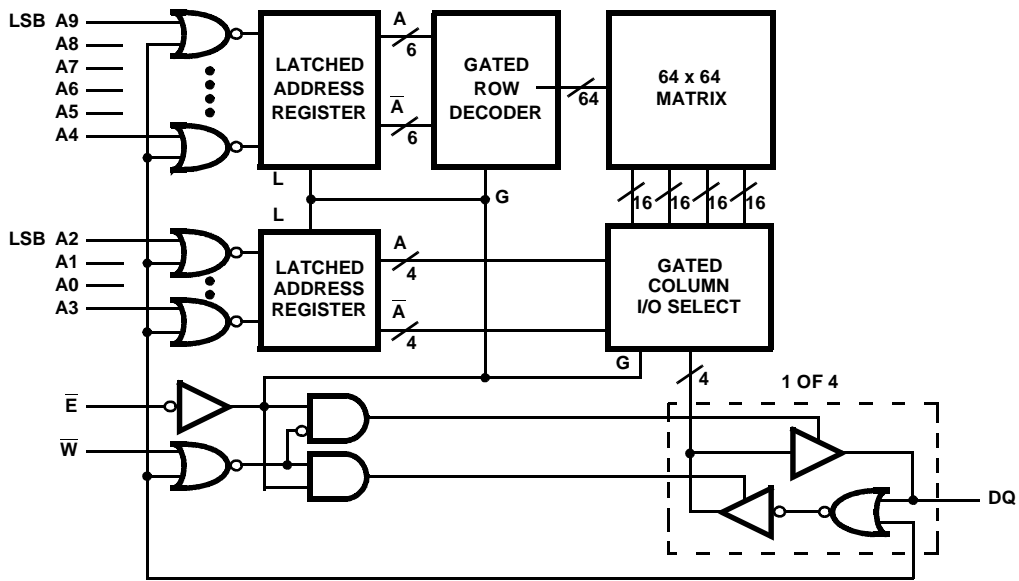 LSB A9
A8
A7
A6
A5
A4
LATCHED
ADDRESS
REGISTER
A
6
A̅
6
GATED
ROW
DECODER
64
64 x 64
MATRIX
L
G
L
16 16 16 16
LSB A2
A1
A0
A3
LATCHED
ADDRESS
REGISTER
A
4
A̅
4
GATED
COLUMN
I/O SELECT
G
4
1 OF 4
E̅
W̅
DQ